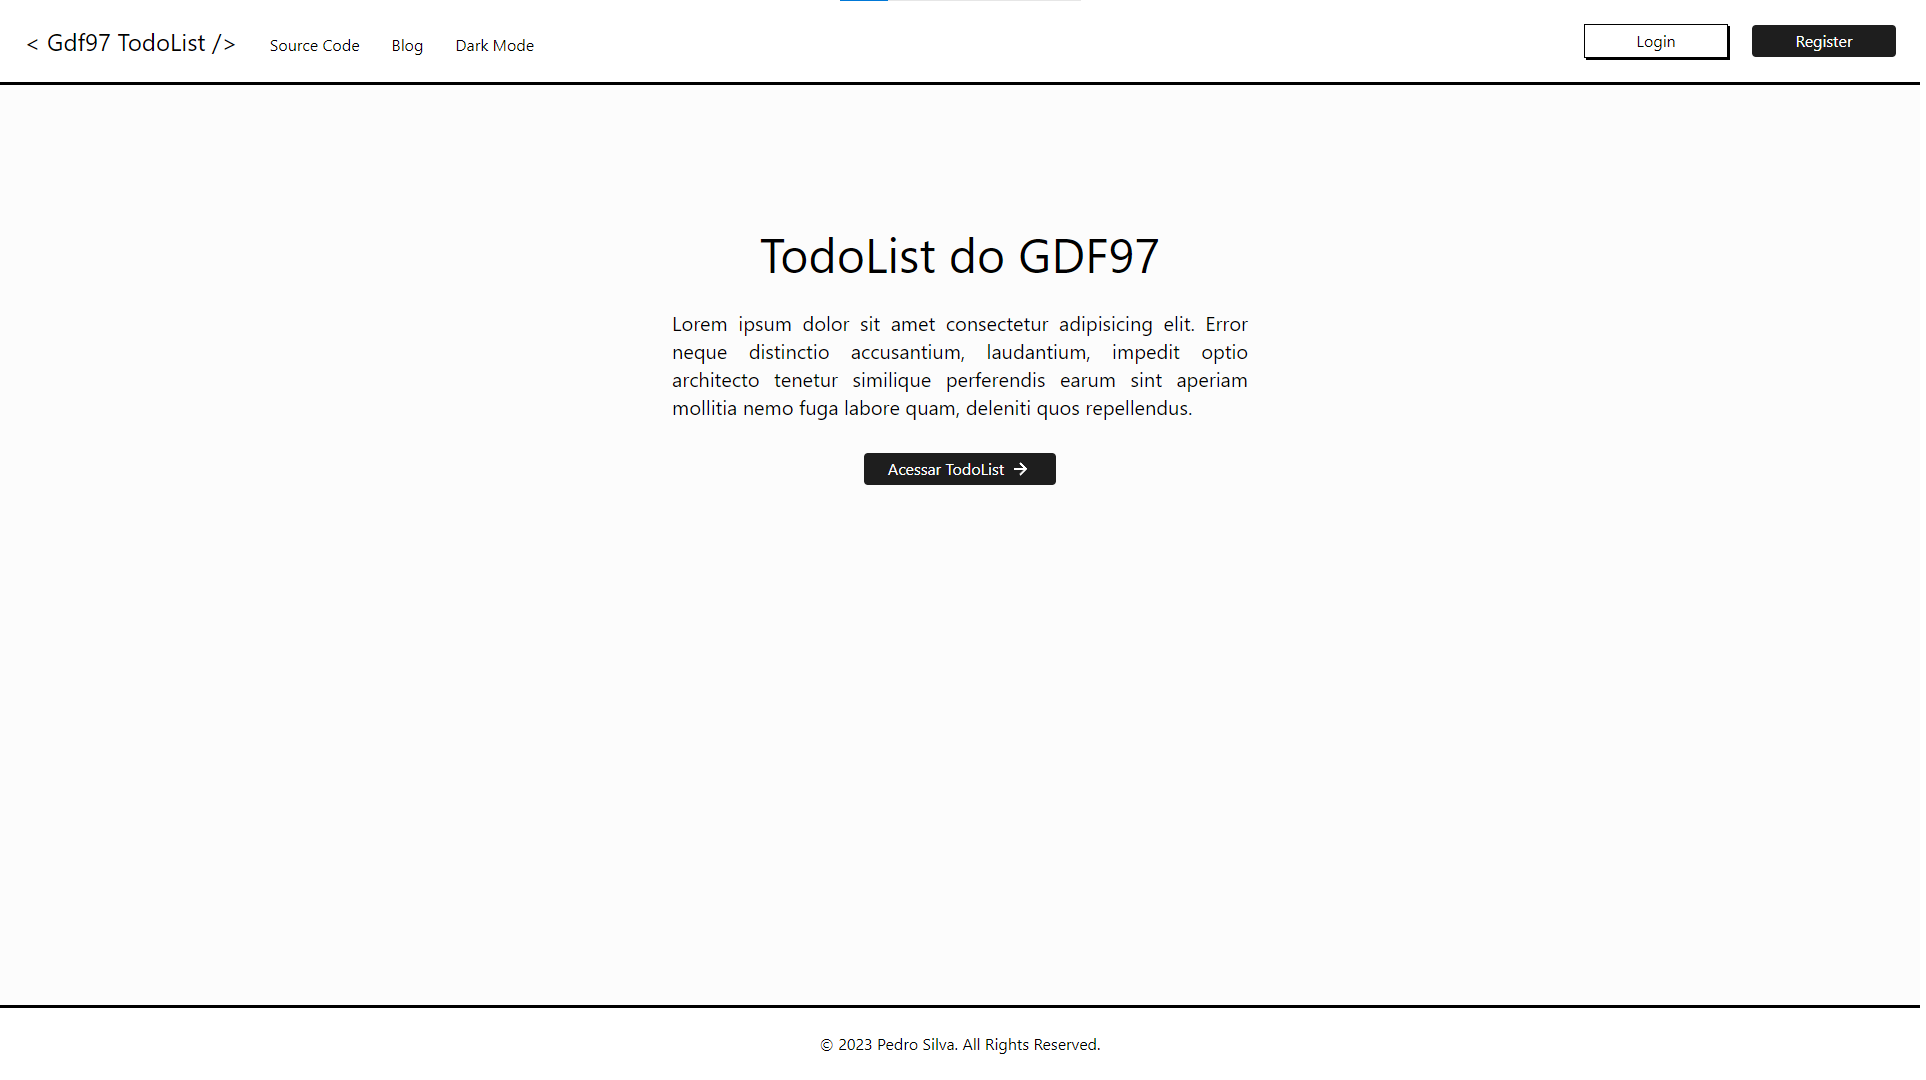 < Gdf97 TodoList />
Source Code
Blog
Dark Mode
Login
Register
TodoList do GDF97
Lorem ipsum dolor sit amet consectetur adipisicing elit. Error
neque distinctio accusantium, laudantium, impedit optio
architecto tenetur similique perferendis earum sint aperiam
mollitia nemo fuga labore quam, deleniti quos repellendus.
Acessar TodoList →
© 2023 Pedro Silva. All Rights Reserved.